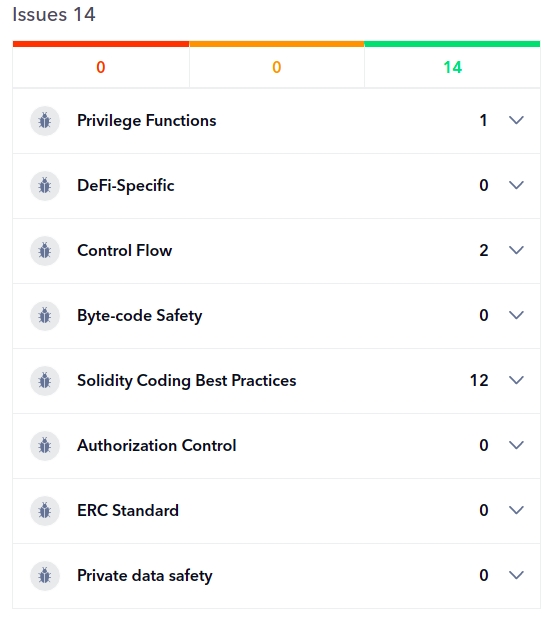 Issues 14
0 0 14
Privilege Functions 1
DeFi-Specific 0
Control Flow 2
Byte-code Safety 0
Solidity Coding Best Practices 12
Authorization Control 0
ERC Standard 0
Private data safety 0